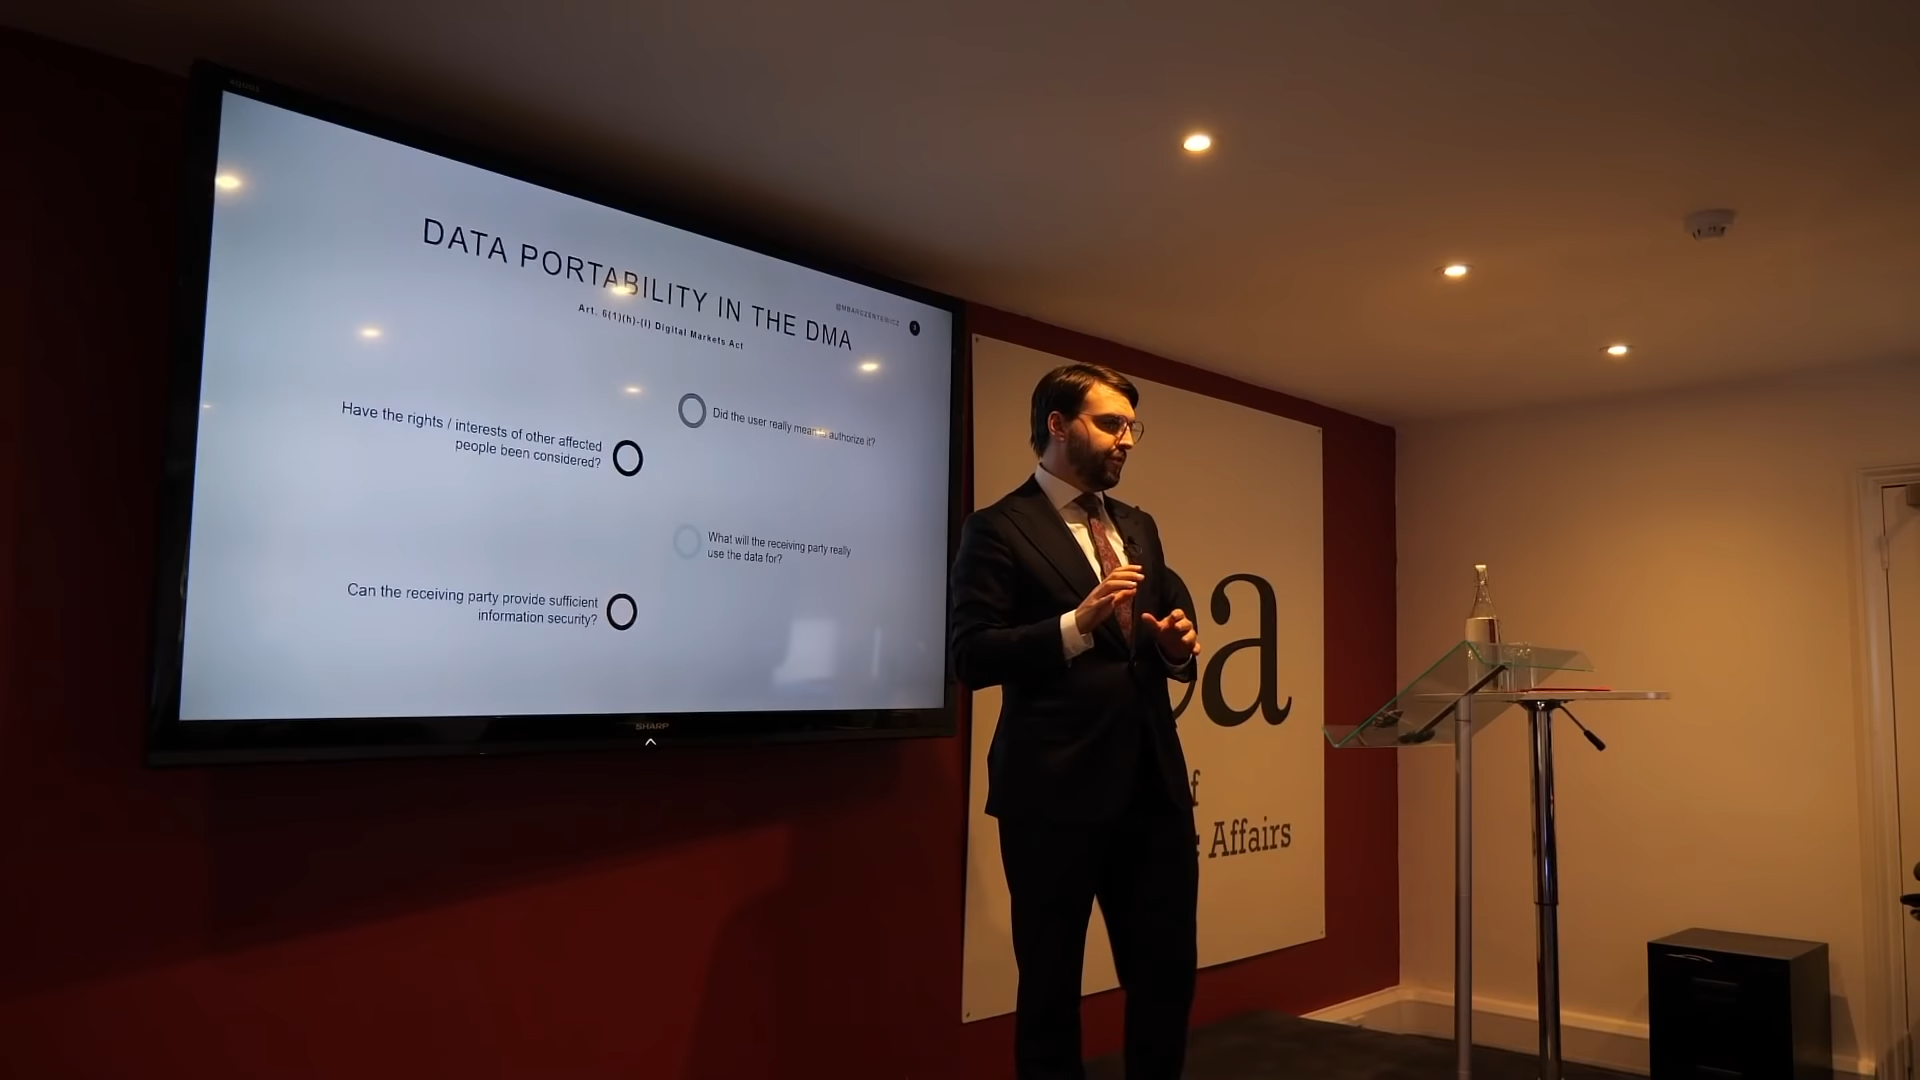 DATA PORTABILITY IN THE DMA
@MBARCZENTEWICZ
Art. 6(1)(h)-(i) Digital Markets Act
Did the user really mean to authorize it?
Have the rights / interests of other affected
people been considered?
What will the receiving party really
use the data for?
Can the receiving party provide sufficient
information security?
SHARP
a
Affairs